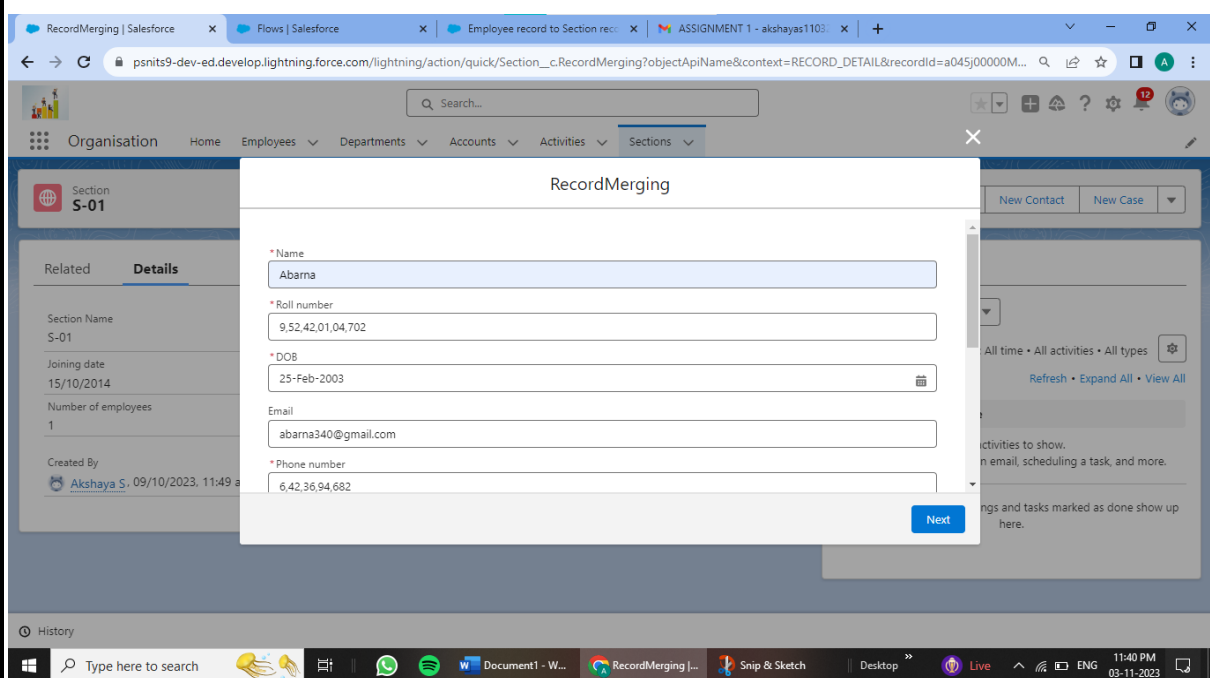 RecordMerging | Salesforce
Flows | Salesforce
Employee record to Section reco
ASSIGNMENT 1 - akshayas1103
psnits9-dev-ed.develop.lightning.force.com/lightning/action/quick/Section__c.RecordMerging?objectApiName&context=RECORD_DETAIL&recordId=a045j00000M...
A
Search...
12
Organisation Home Employees Departments Accounts Activities Sections
Section
S-01
RecordMerging
New Contact New Case
Related Details
*Name
Abarna
*Roll number
9,52,42,01,04,702
*DOB
25-Feb-2003
Email
abarna340@gmail.com
*Phone number
6,42,36,94,682
Next
Section Name
S-01
Joining date
15/10/2014
Number of employees
1
Created By
Akshaya S, 09/10/2023, 11:49 a
All time • All activities • All types
Refresh • Expand All • View All
ctivities to show.
n email, scheduling a task, and more.
ngs and tasks marked as done show up
here.
History
Type here to search
Document1 - W...
RecordMerging |...
Snip & Sketch
Desktop
Live
ENG
11:40 PM
03-11-2023